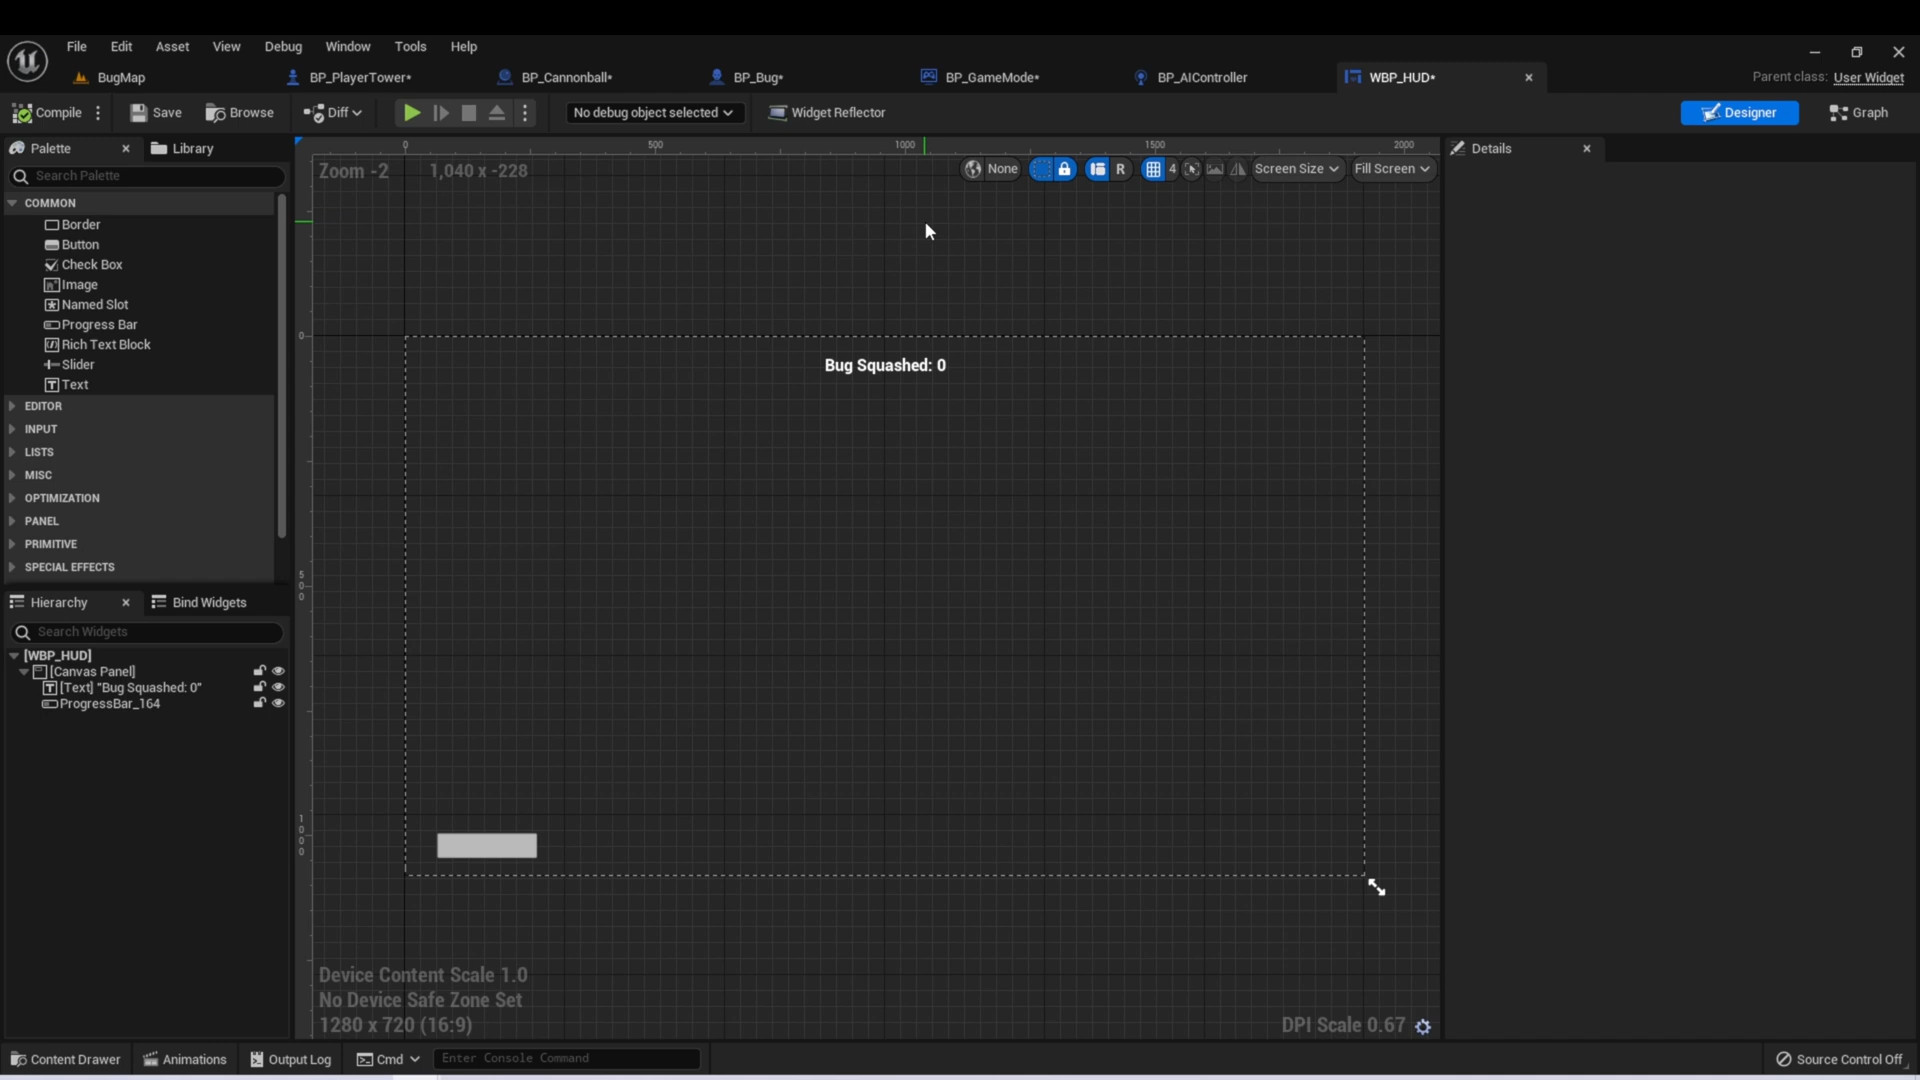 File Edit Asset View Debug Window Tools Help
BugMap BP_PlayerTower* BP_Cannonball* BP_Bug* BP_GameMode* BP_AIController WBP_HUD* Parent class: User Widget
Compile Save Browse Diff No debug object selected Widget Reflector Designer Graph
Palette Library Details
0 500 1000 1500 2000
Zoom -2 1,040 x -228 None R 4 Screen Size Fill Screen
Search Palette
COMMON
Border
Button
Check Box
Image
Named Slot
Progress Bar
Rich Text Block
Slider
Text
EDITOR
INPUT
LISTS
MISC
OPTIMIZATION
PANEL
PRIMITIVE
SPECIAL EFFECTS
0
500
1000
Bug Squashed: 0
Hierarchy Bind Widgets
Search Widgets
[WBP_HUD]
[Canvas Panel]
[Text] "Bug Squashed: 0"
ProgressBar_164
Device Content Scale 1.0
No Device Safe Zone Set
1280 x 720 (16:9) DPI Scale 0.67
Content Drawer Animations Output Log Cmd Enter Console Command Source Control Off